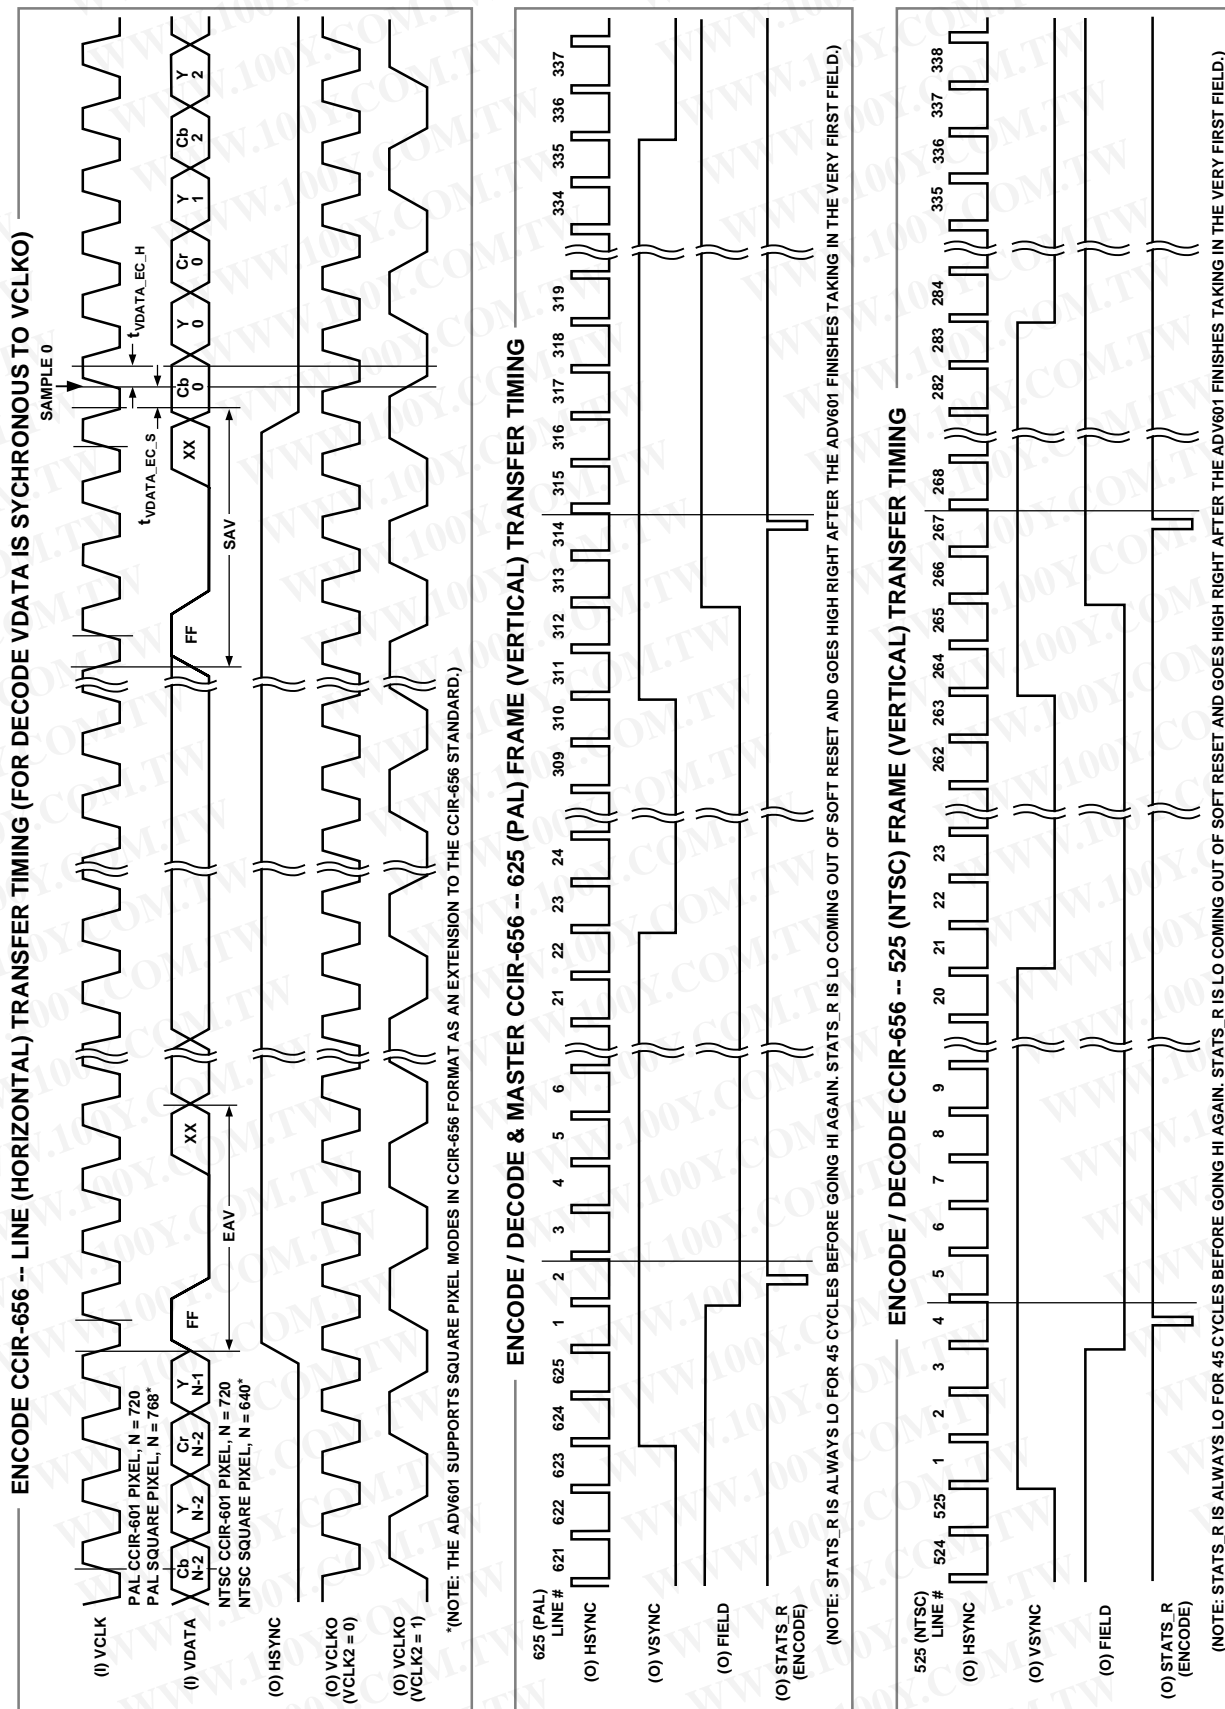 ENCODE CCIR-656 -- LINE (HORIZONTAL) TRANSFER TIMING (FOR DECODE VDATA IS SYCHRONOUS TO VCLKO)
SAMPLE 0
(I) VCLK
tVDATA_EC_S
tVDATA_EC_H
PAL CCIR-601 PIXEL, N = 720
PAL SQUARE PIXEL, N = 768*
(I) VDATA
Cb N-2
Y N-2
Cr N-2
Y N-1
FF
XX
FF
XX
Cb 0
Y 0
Cr 0
Y 1
Cb 2
Y 2
NTSC CCIR-601 PIXEL, N = 720
NTSC SQUARE PIXEL, N = 640*
EAV
SAV
(O) HSYNC
(O) VCLKO
(VCLK2 = 0)
(O) VCLKO
(VCLK2 = 1)
*(NOTE: THE ADV601 SUPPORTS SQUARE PIXEL MODES IN CCIR-656 FORMAT AS AN EXTENSION TO THE CCIR-656 STANDARD.)
ENCODE / DECODE & MASTER CCIR-656 -- 625 (PAL) FRAME (VERTICAL) TRANSFER TIMING
625 (PAL)
LINE #
621 622 623 624 625 1 2 3 4 5 6 21 22 23 24 309 310 311 312 313 314 315 316 317 318 319 334 335 336 337
(O) HSYNC
(O) VSYNC
(O) FIELD
(O) STATS_R
(ENCODE)
(NOTE: STATS_R IS ALWAYS LO FOR 45 CYCLES BEFORE GOING HI AGAIN. STATS_R IS LO COMING OUT OF SOFT RESET AND GOES HIGH RIGHT AFTER THE ADV601 FINISHES TAKING IN THE VERY FIRST FIELD.)
ENCODE / DECODE CCIR-656 -- 525 (NTSC) FRAME (VERTICAL) TRANSFER TIMING
525 (NTSC)
LINE #
524 525 1 2 3 4 5 6 7 8 9 20 21 22 23 262 263 264 265 266 267 268 282 283 284 335 336 337 338
(O) HSYNC
(O) VSYNC
(O) FIELD
(O) STATS_R
(ENCODE)
(NOTE: STATS_R IS ALWAYS LO FOR 45 CYCLES BEFORE GOING HI AGAIN. STATS_R IS LO COMING OUT OF SOFT RESET AND GOES HIGH RIGHT AFTER THE ADV601 FINISHES TAKING IN THE VERY FIRST FIELD.)
WWW.100Y.COM.TW